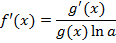 f'(x) = g'(x) / g(x) ln a